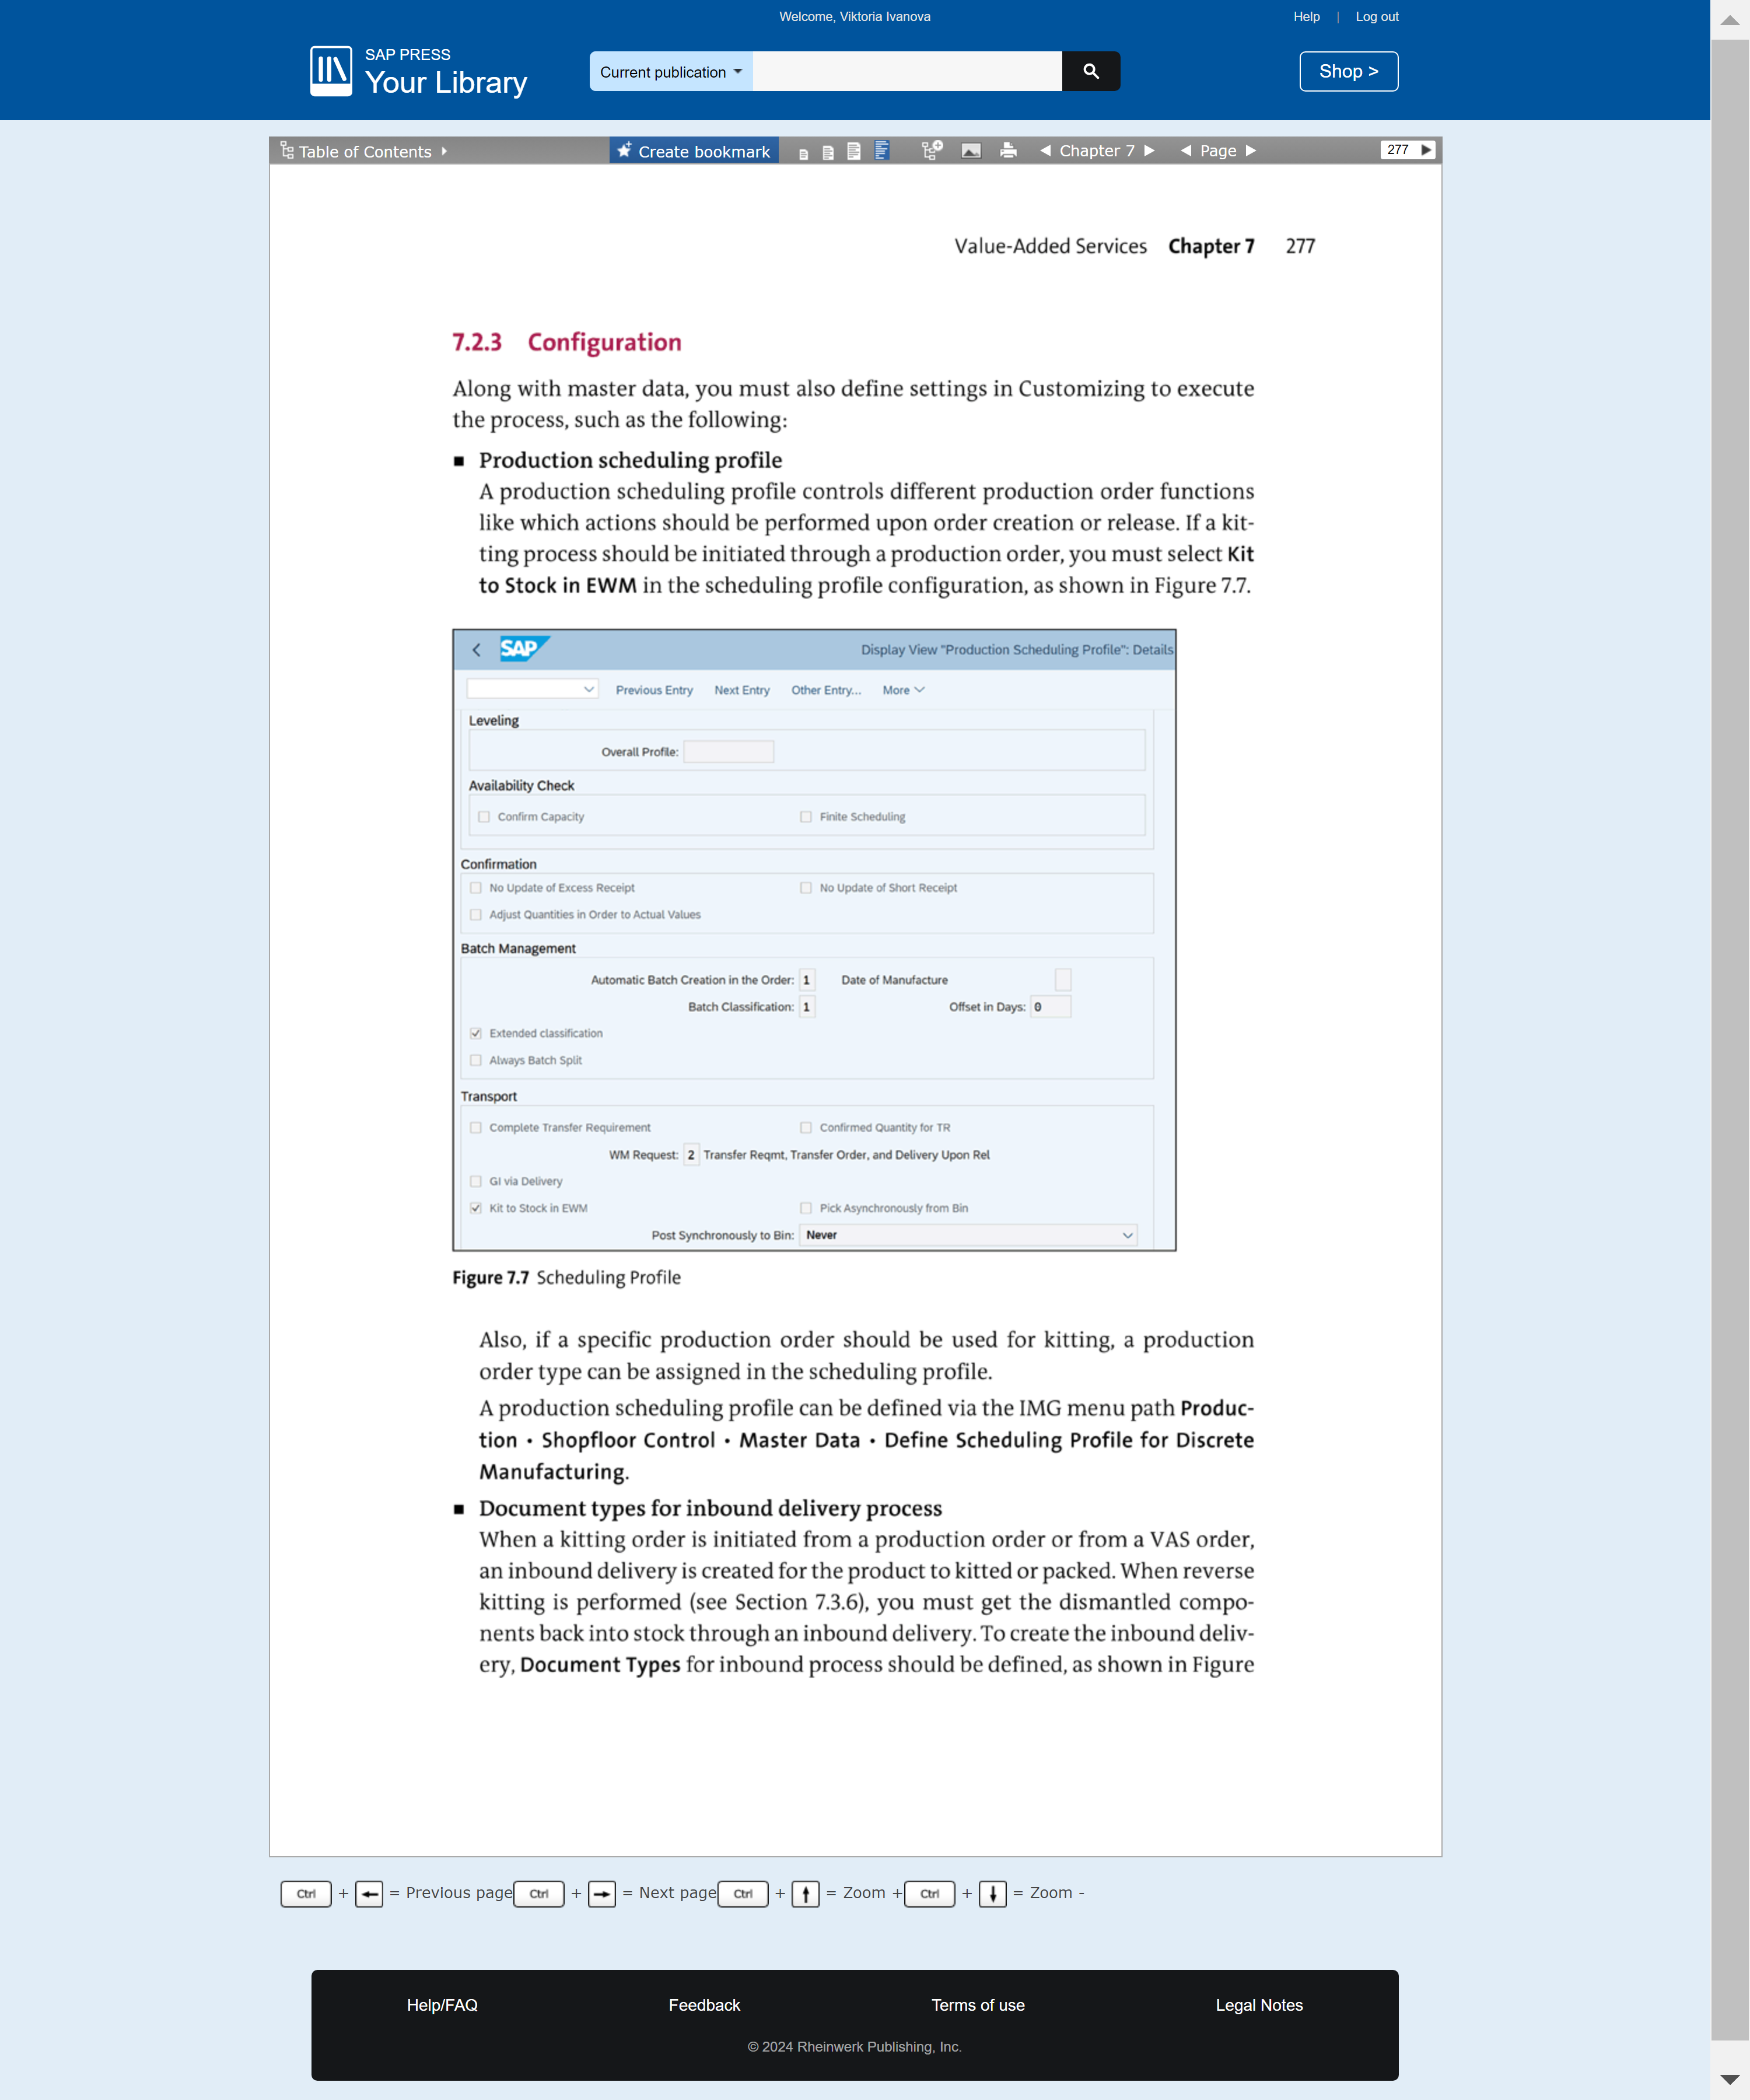 Welcome, Viktoria Ivanova
Help | Log out
SAP PRESS
Your Library
Current publication
Shop >
Table of Contents
Create bookmark
Chapter 7
Page
277
Value-Added Services Chapter 7 277
7.2.3 Configuration
Along with master data, you must also define settings in Customizing to execute
the process, such as the following:
■ Production scheduling profile
A production scheduling profile controls different production order functions
like which actions should be performed upon order creation or release. If a kit-
ting process should be initiated through a production order, you must select Kit
to Stock in EWM in the scheduling profile configuration, as shown in Figure 7.7.
SAP
Display View "Production Scheduling Profile": Details
Previous Entry Next Entry Other Entry... More
Leveling
Overall Profile:
Availability Check
Confirm Capacity Finite Scheduling
Confirmation
No Update of Excess Receipt No Update of Short Receipt
Adjust Quantities in Order to Actual Values
Batch Management
Automatic Batch Creation in the Order: 1 Date of Manufacture
Batch Classification: 1 Offset in Days: 0
Extended classification
Always Batch Split
Transport
Complete Transfer Requirement Confirmed Quantity for TR
WM Request: 2 Transfer Reqmt, Transfer Order, and Delivery Upon Rel
GI via Delivery
Kit to Stock in EWM Pick Asynchronously from Bin
Post Synchronously to Bin: Never
Figure 7.7 Scheduling Profile
Also, if a specific production order should be used for kitting, a production
order type can be assigned in the scheduling profile.
A production scheduling profile can be defined via the IMG menu path Produc-
tion • Shopfloor Control • Master Data • Define Scheduling Profile for Discrete
Manufacturing.
■ Document types for inbound delivery process
When a kitting order is initiated from a production order or from a VAS order,
an inbound delivery is created for the product to kitted or packed. When reverse
kitting is performed (see Section 7.3.6), you must get the dismantled compo-
nents back into stock through an inbound delivery. To create the inbound deliv-
ery, Document Types for inbound process should be defined, as shown in Figure
Ctrl + ← = Previous page Ctrl + → = Next page Ctrl + ↑ = Zoom + Ctrl + ↓ = Zoom -
Help/FAQ Feedback Terms of use Legal Notes
© 2024 Rheinwerk Publishing, Inc.